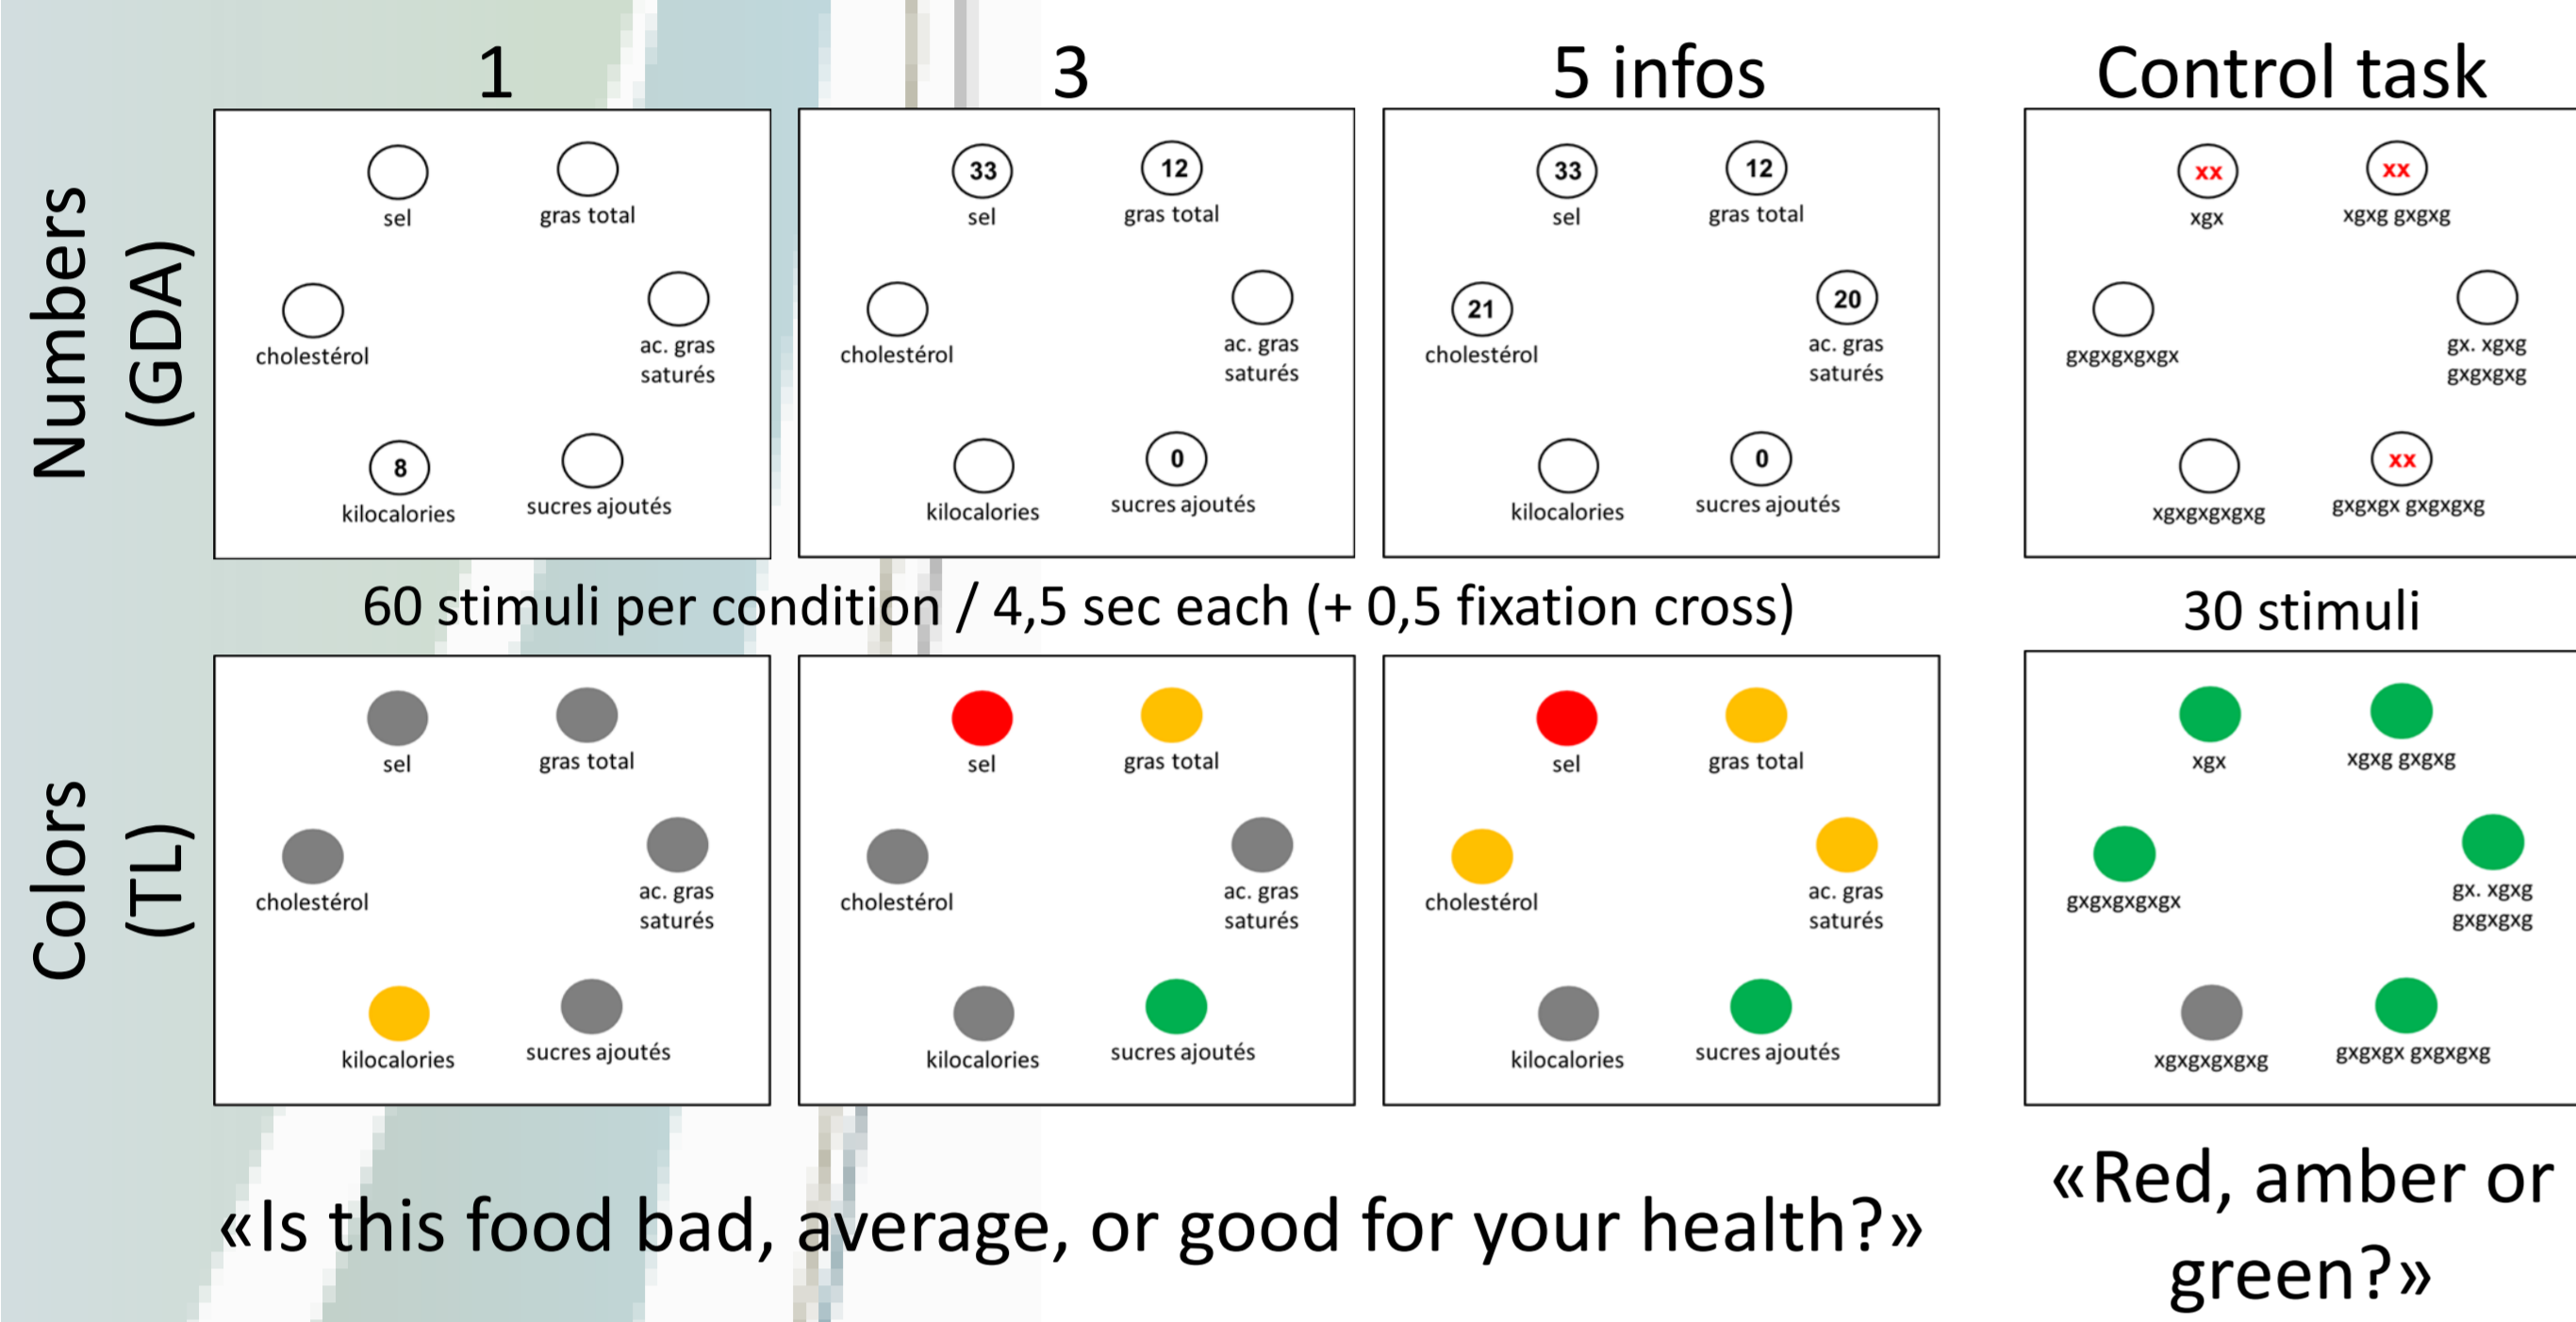 1
3
5 infos
Control task
Numbers
(GDA)
33
12
33
12
xx
xx
sel
gras total
sel
gras total
sel
gras total
xgx
xgxg gxgxg
21
20
cholestérol
ac. gras
saturés
cholestérol
ac. gras
saturés
cholestérol
ac. gras
saturés
gxgxgxgxgx
gx. xgxg
gxgxgxg
8
0
0
xx
kilocalories
sucres ajoutés
kilocalories
sucres ajoutés
kilocalories
sucres ajoutés
xgxgxgxgxg
gxgxgx gxgxgxg
60 stimuli per condition / 4,5 sec each (+ 0,5 fixation cross)
30 stimuli
Colors
(TL)
sel
gras total
sel
gras total
sel
gras total
xgx
xgxg gxgxg
cholestérol
ac. gras
saturés
cholestérol
ac. gras
saturés
cholestérol
ac. gras
saturés
gxgxgxgxgx
gx. xgxg
gxgxgxg
kilocalories
sucres ajoutés
kilocalories
sucres ajoutés
kilocalories
sucres ajoutés
xgxgxgxgxg
gxgxgx gxgxgxg
«Is this food bad, average, or good for your health?»
«Red, amber or
green?»